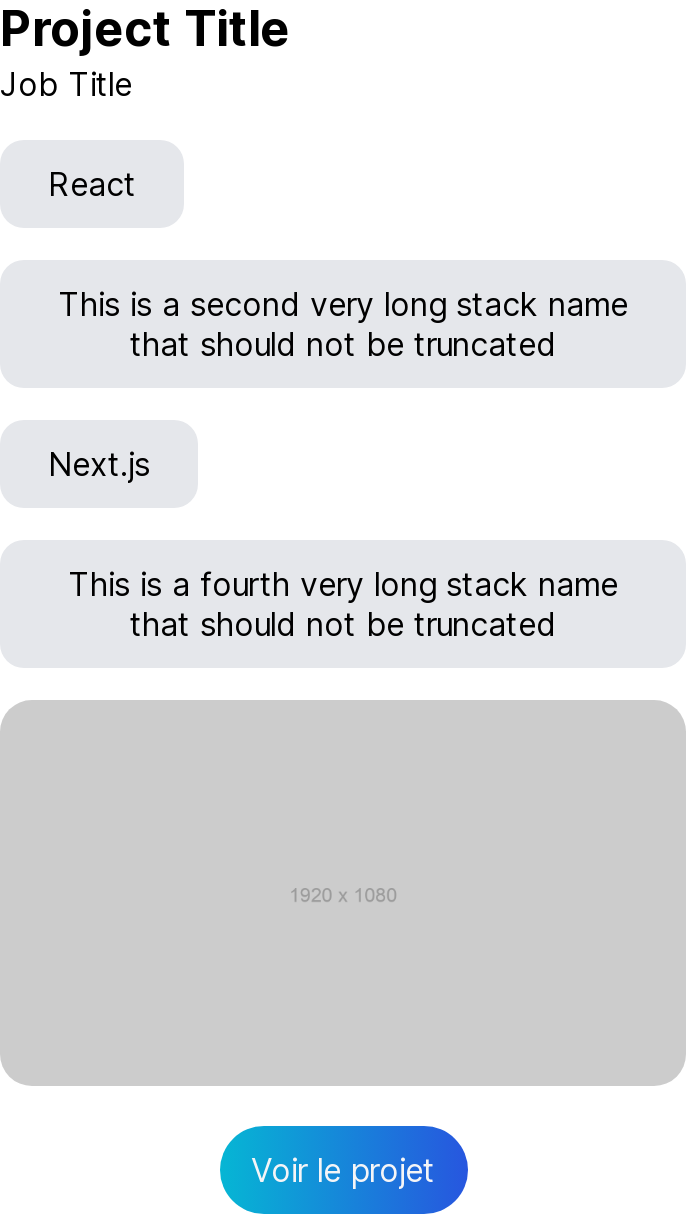 Project Title
Job Title
React
This is a second very long stack name
that should not be truncated
Next.js
This is a fourth very long stack name
that should not be truncated
1920 x 1080
Voir le projet